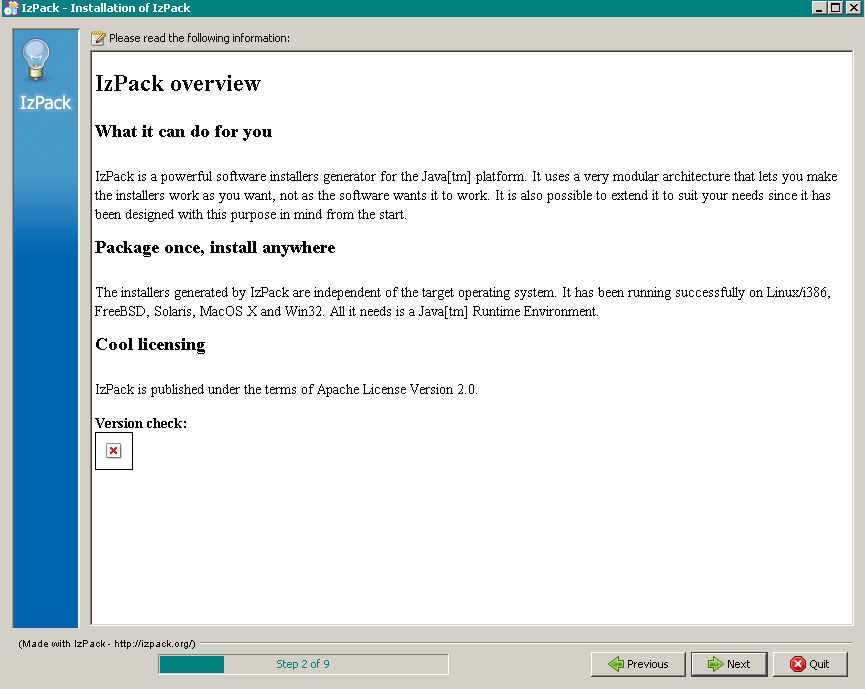 IzPack - Installation of IzPack
IzPack
Please read the following information:
IzPack overview
What it can do for you
IzPack is a powerful software installers generator for the Java[tm] platform. It uses a very modular architecture that lets you make
the installers work as you want, not as the software wants it to work. It is also possible to extend it to suit your needs since it has
been designed with this purpose in mind from the start.
Package once, install anywhere
The installers generated by IzPack are independent of the target operating system. It has been running successfully on Linux/i386,
FreeBSD, Solaris, MacOS X and Win32. All it needs is a Java[tm] Runtime Environment.
Cool licensing
IzPack is published under the terms of Apache License Version 2.0.
Version check:
(Made with IzPack - http://izpack.org/)
Step 2 of 9
Previous
Next
Quit